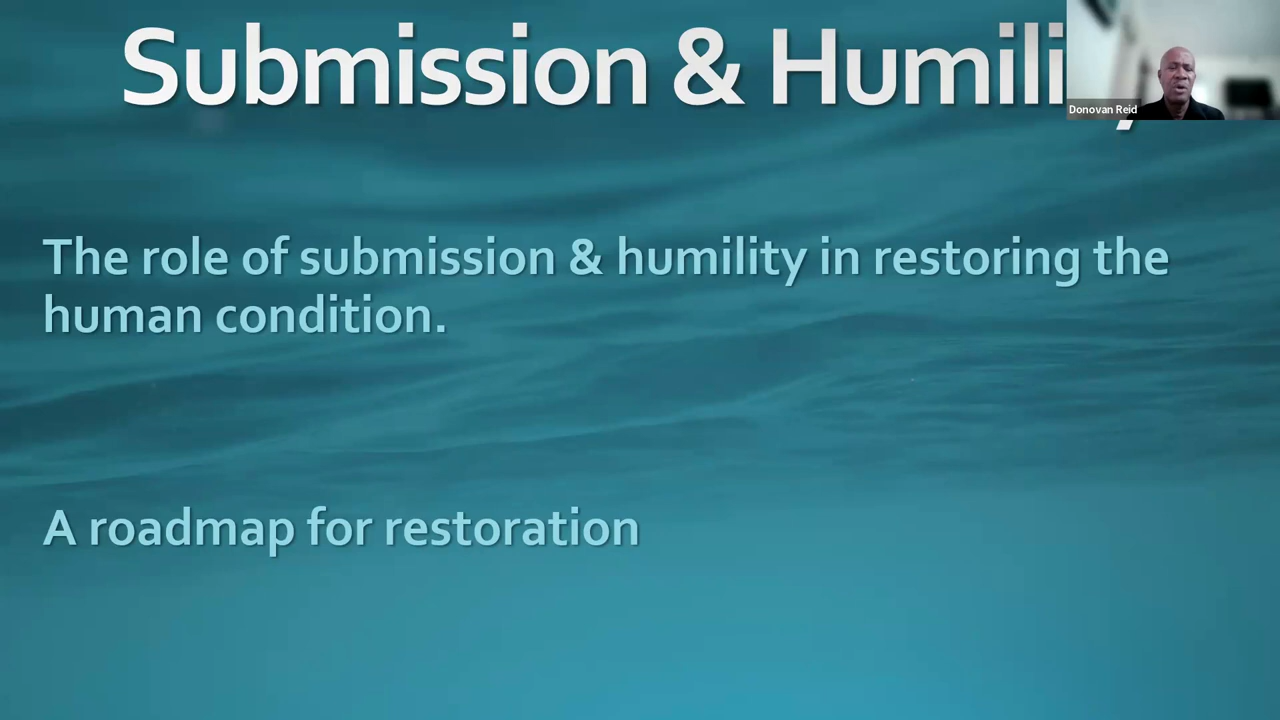 Submission & Humili
Donovan Reid
The role of submission & humility in restoring the
human condition.
A roadmap for restoration